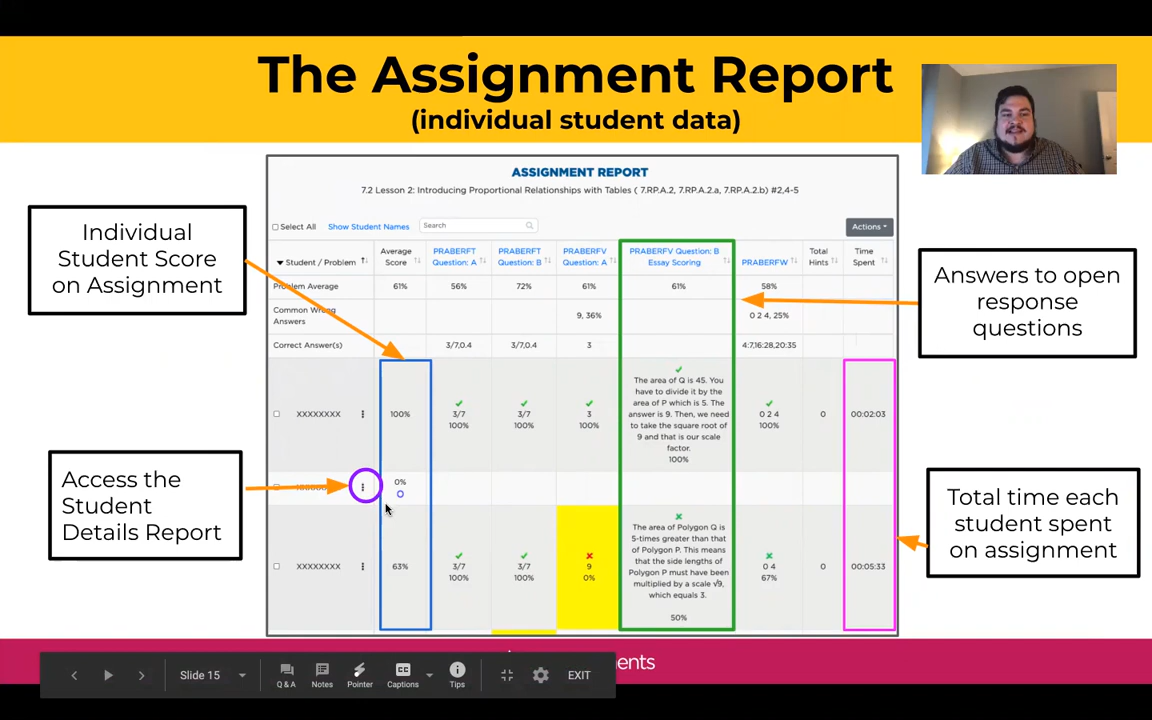 The Assignment Report
(individual student data)
Individual
Student Score
on Assignment
Access the
Student
Details Report
ASSIGNMENT REPORT
7.2 Lesson 2: Introducing Proportional Relationships with Tables ( 7.RP.A.2, 7.RP.A.2.a, 7.RP.A.2.b) #2,4-5
Select All Show Student Names Search Actions
Student / Problem Average Score PRABERFT Question: A PRABERFT Question: B PRABERFV Question: A PRABERFV Question: B Essay Scoring PRABERFW Total Hints Time Spent
Problem Average 61% 56% 72% 61% 61% 58%
Common Wrong Answers 9, 36% 0 2 4, 25%
Correct Answer(s) 3/7,0.4 3/7,0.4 3 4:7,16:28,20:35
XXXXXXXX 100% 3/7 100% 3/7 100% 3 100%
The area of Q is 45. You
have to divide it by the
area of P which is 5. The
answer is 9. Then, we need
to take the square root of
9 and that is our scale
factor.
100%
0 2 4 100% 0 00:02:03
0%
XXXXXXXX 63% 3/7 100% 3/7 100% 9 0%
The area of Polygon Q is
5-times greater than that
of Polygon P. This means
that the side lengths of
Polygon P must have been
multiplied by a scale √9,
which equals 3.
50%
0 4 67% 0 00:05:33
Answers to open
response
questions
Total time each
student spent
on assignment
Slide 15
Q & A
Notes
Pointer
CC
Captions
Tips
EXIT